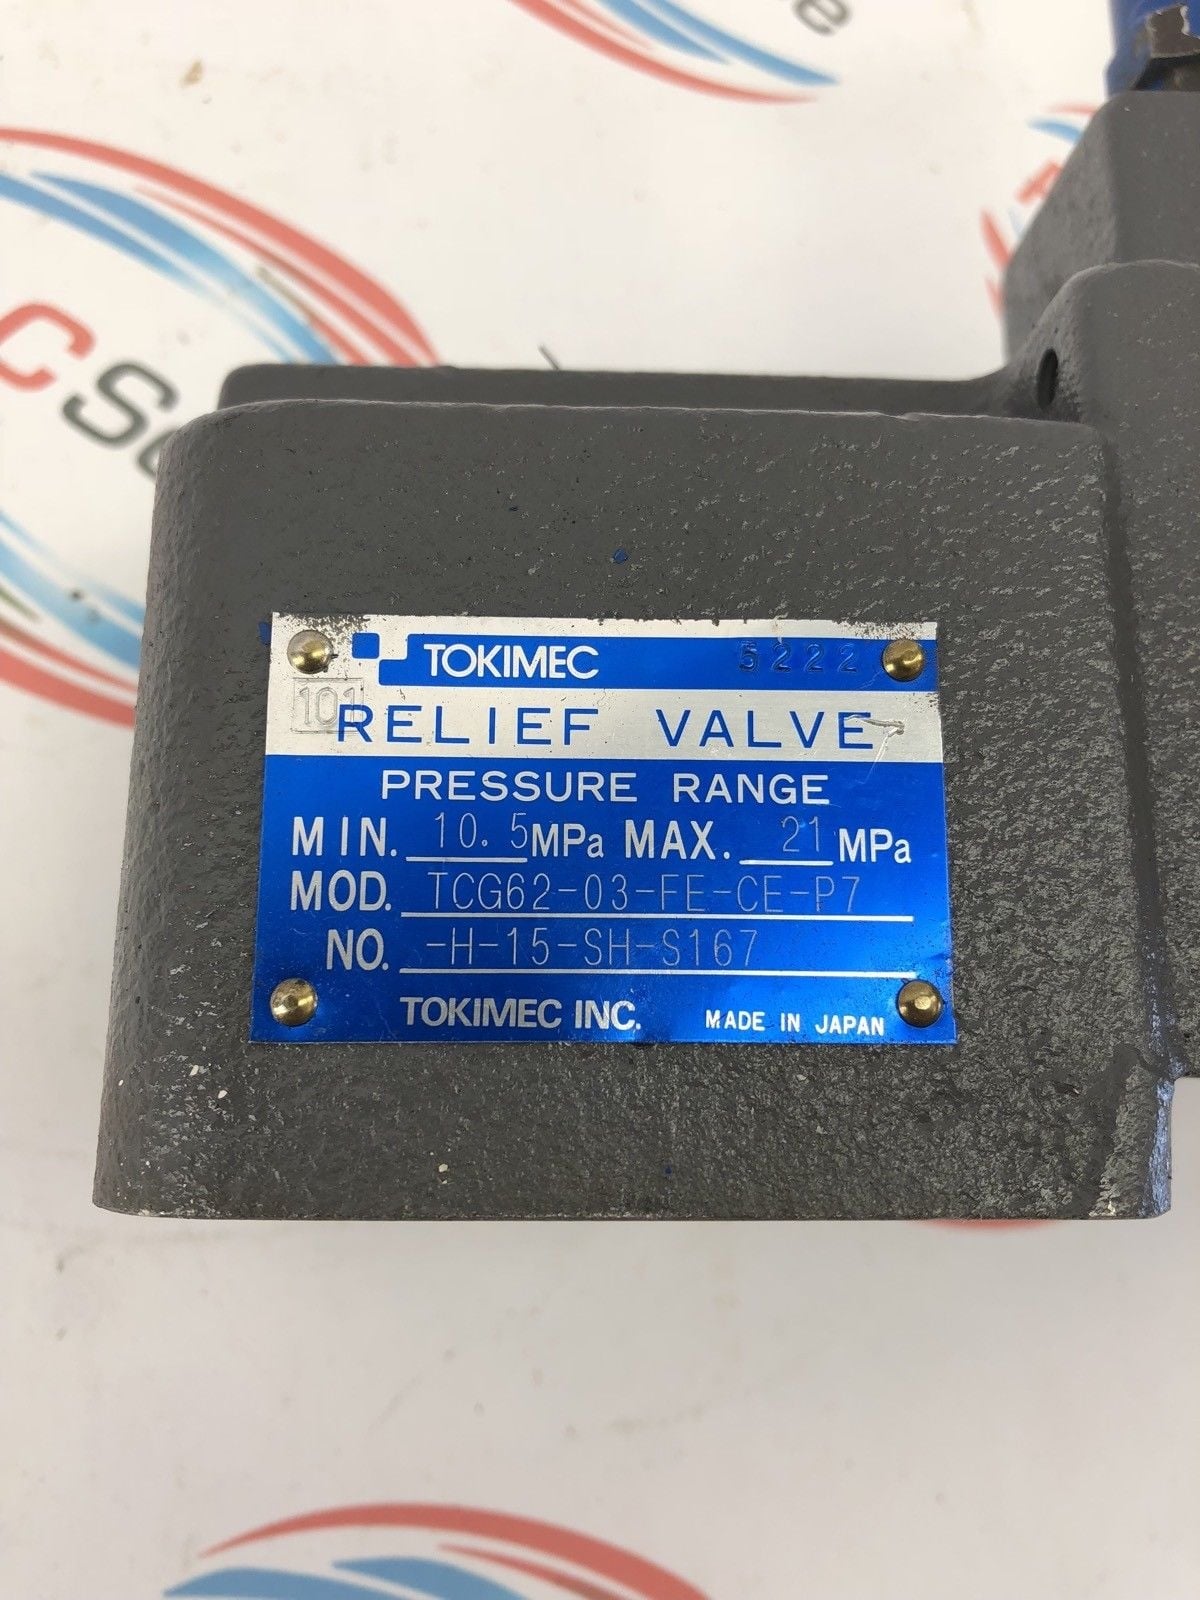 TOKIMEC 5222
101
RELIEF VALVE
PRESSURE RANGE
MIN. 10.5 MPa MAX. 21 MPa
MOD. TCG62-03-FE-CE-P7
NO. -H-15-SH-S167
TOKIMEC INC. MADE IN JAPAN